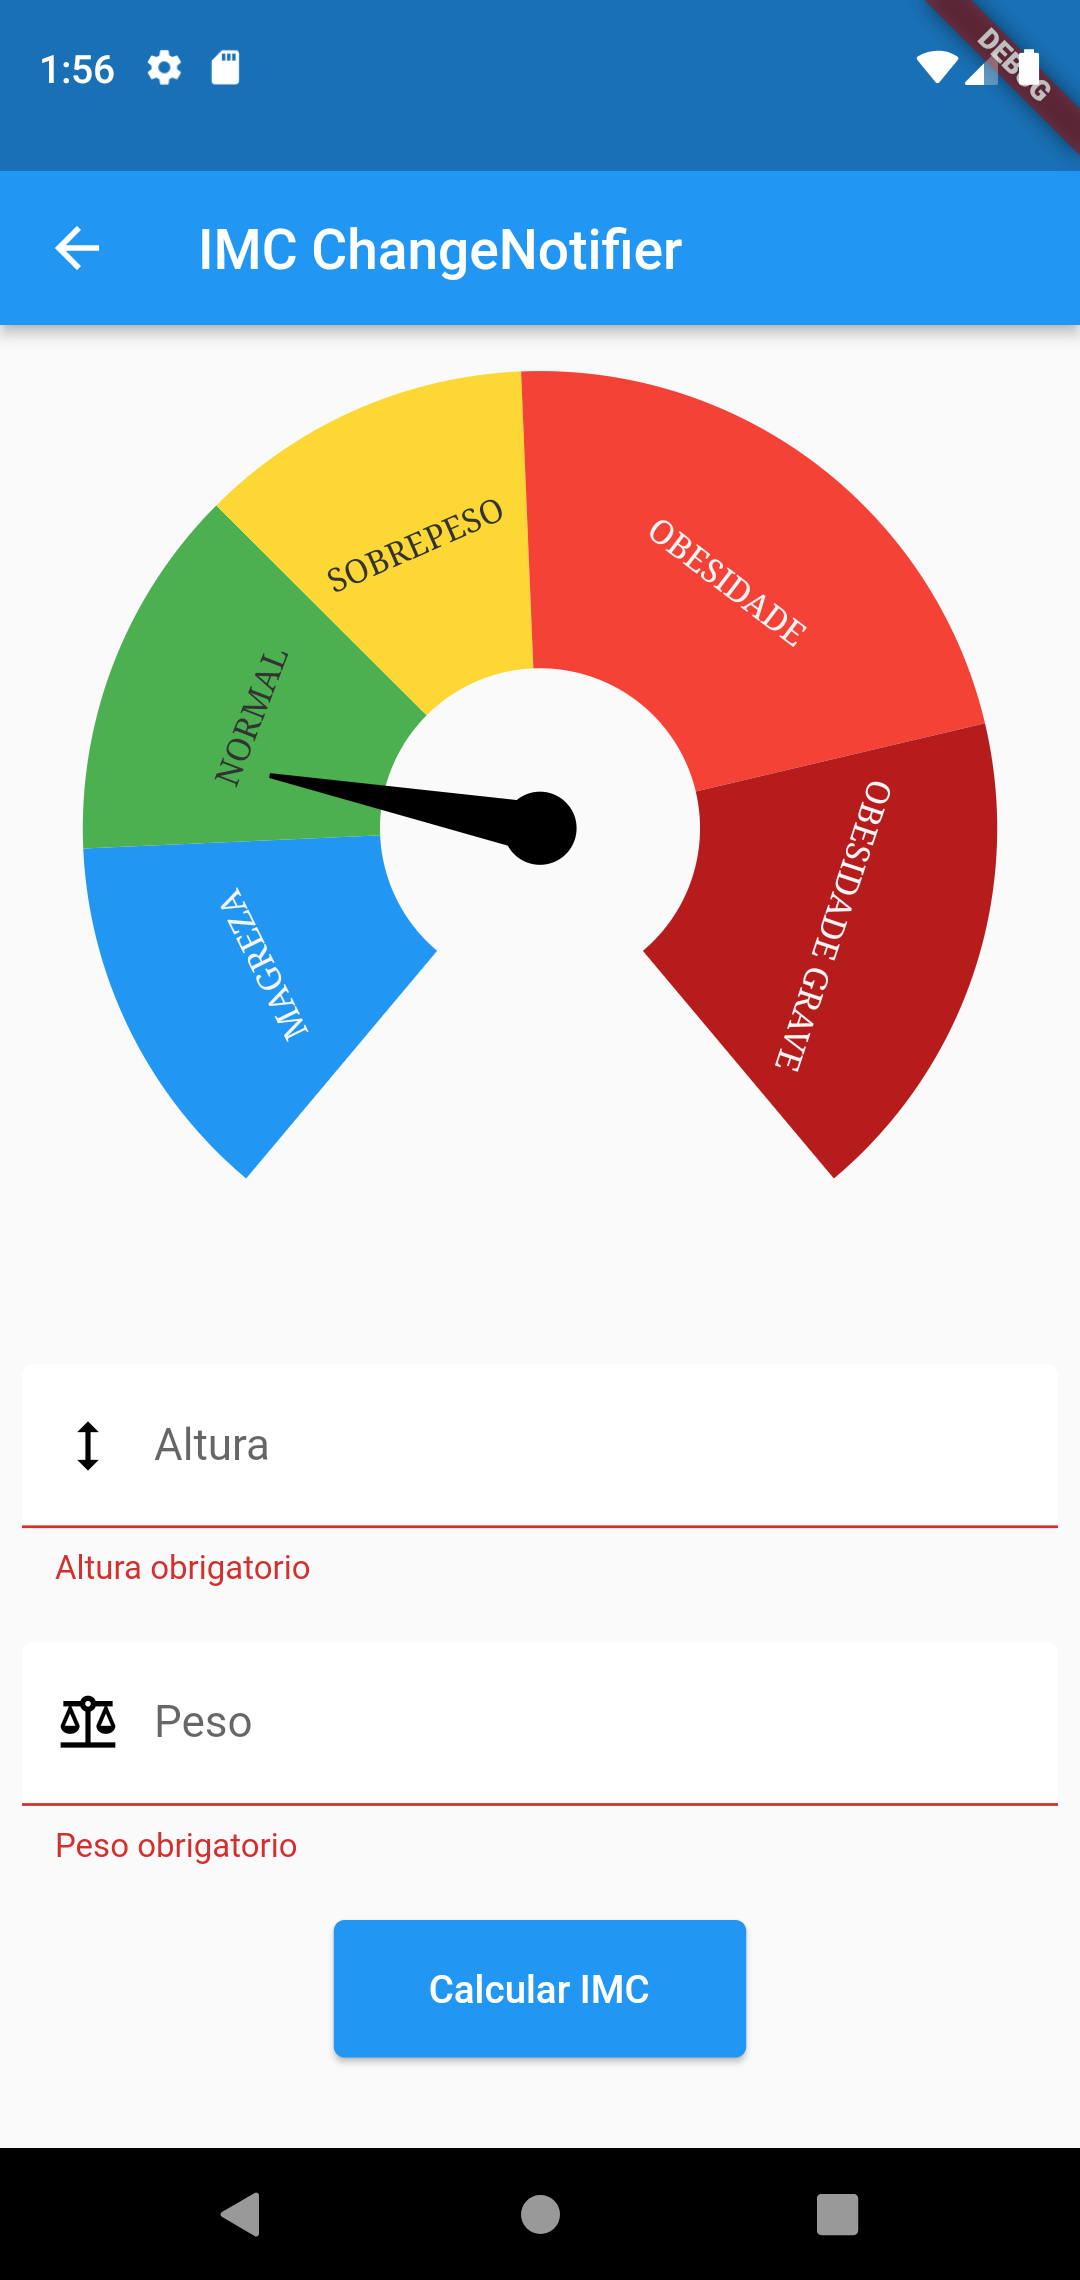 1:56
DEBUG
IMC ChangeNotifier
SOBREPESO
OBESIDADE
NORMAL
MAGREZA
OBESIDADE GRAVE
Altura
Altura obrigatorio
Peso
Peso obrigatorio
Calcular IMC